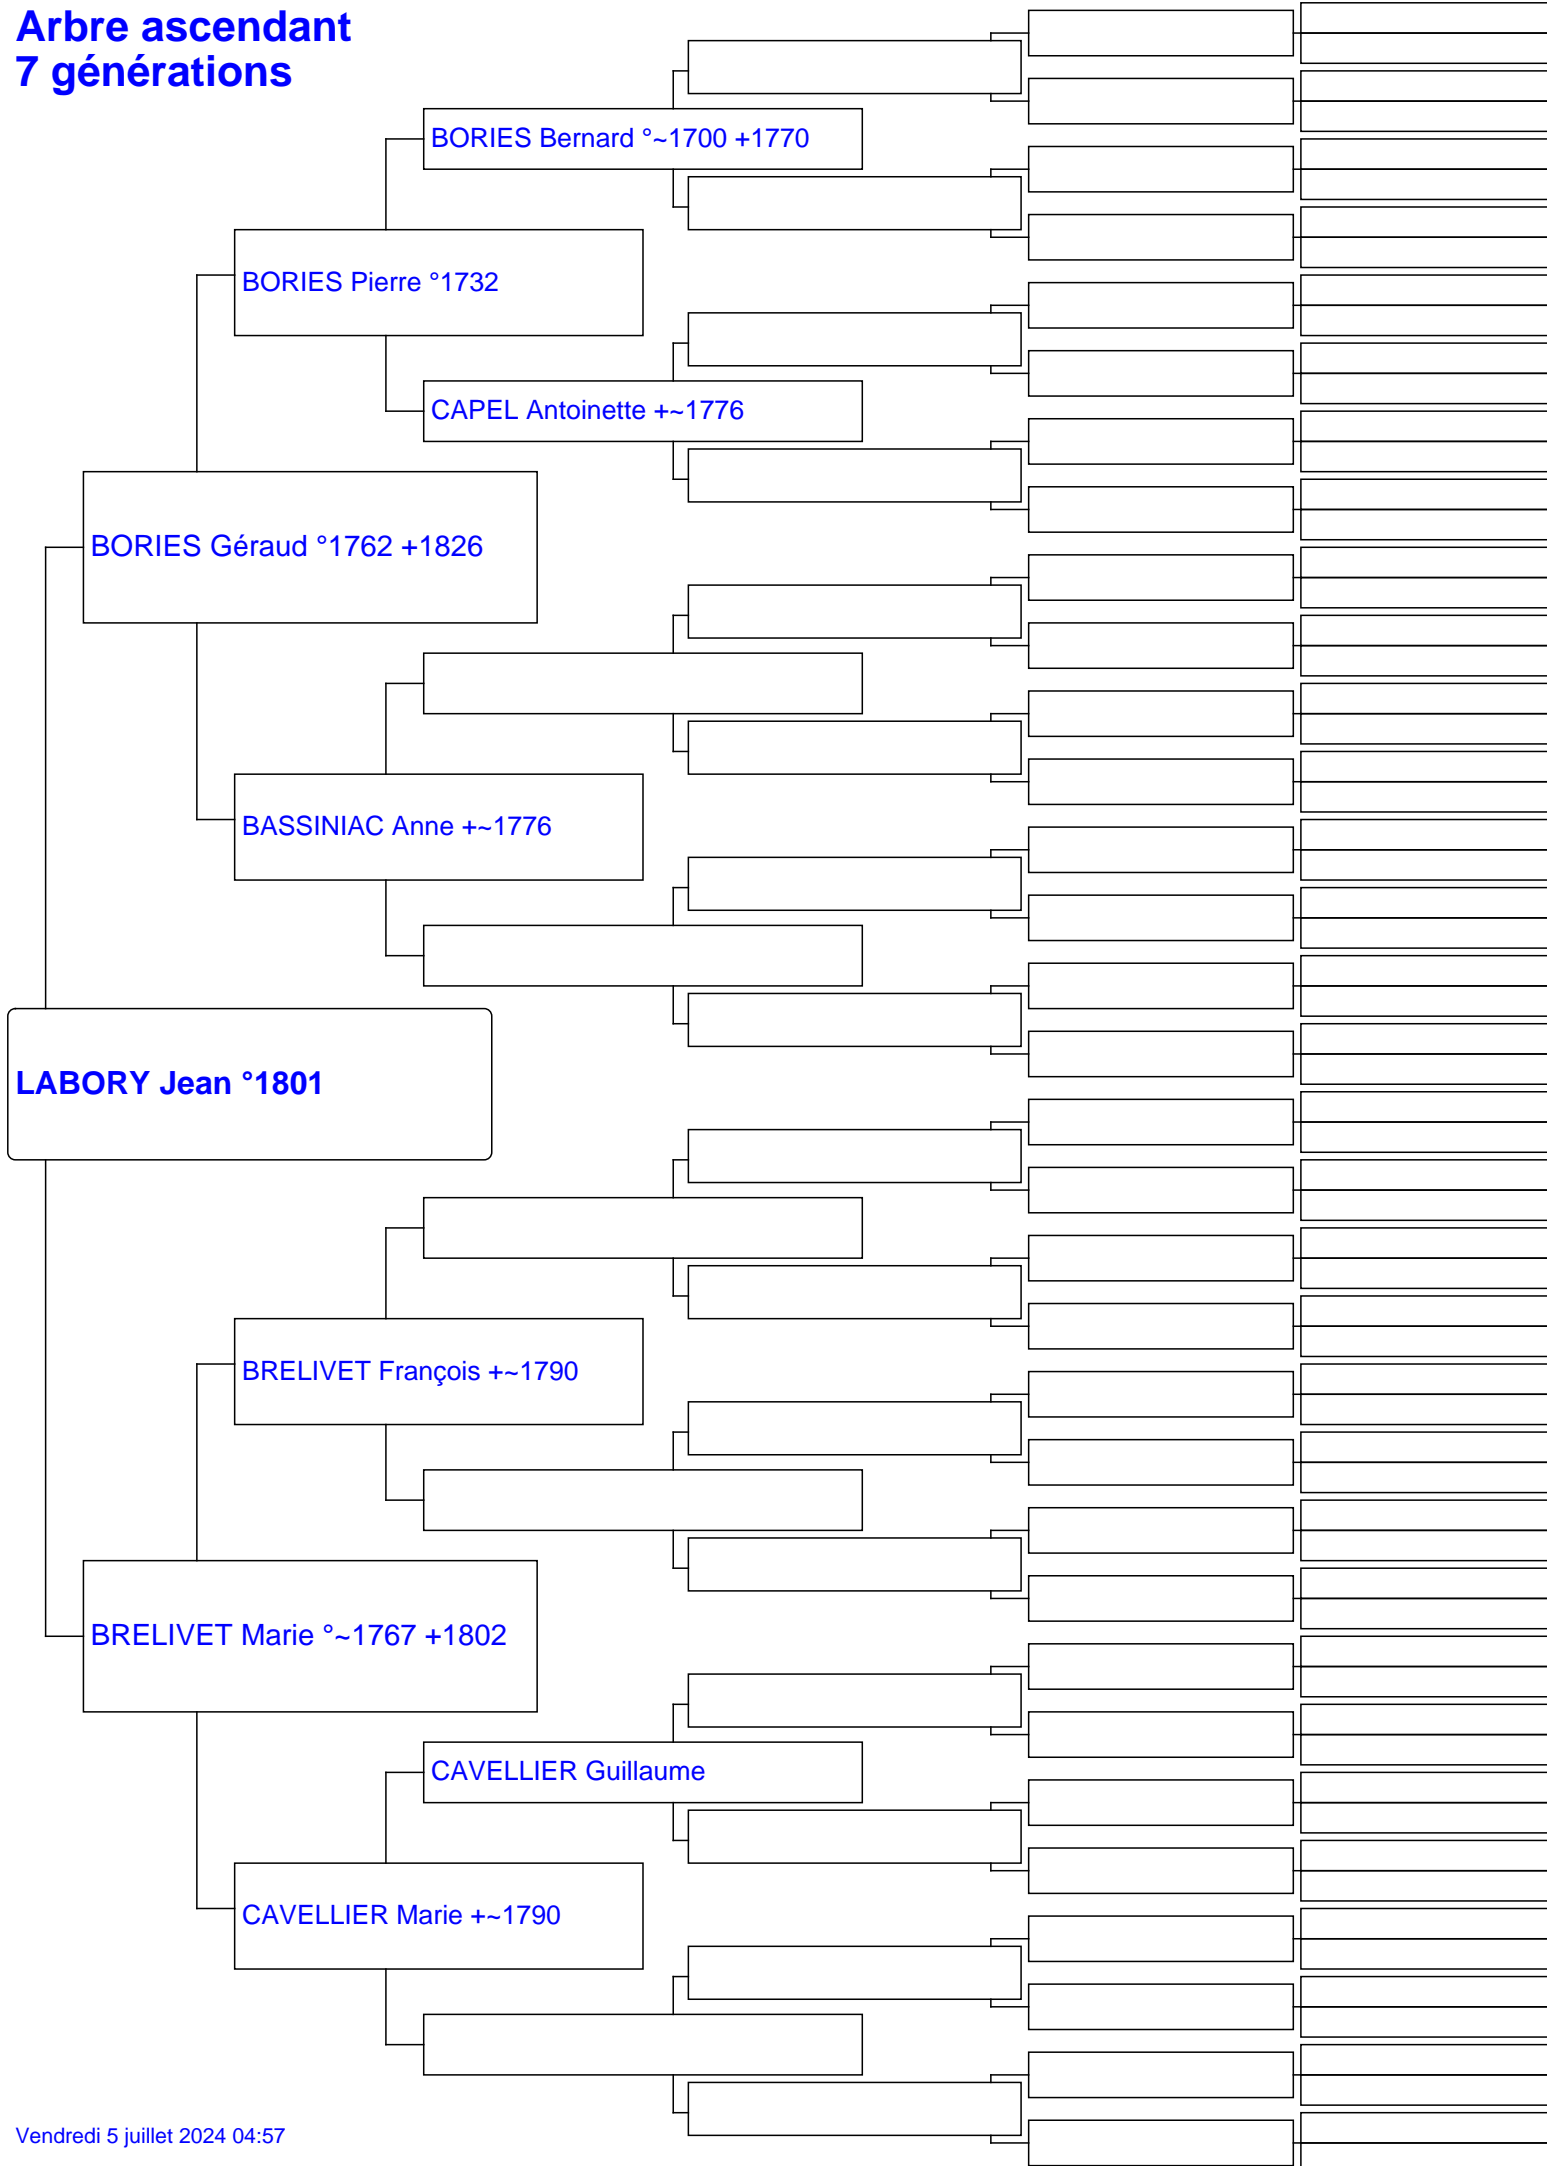 Arbre ascendant
7 générations
BORIES Bernard °~1700 +1770
BORIES Pierre °1732
CAPEL Antoinette +~1776
BORIES Géraud °1762 +1826
BASSINIAC Anne +~1776
LABORY Jean °1801
BRELIVET François +~1790
BRELIVET Marie °~1767 +1802
CAVELLIER Guillaume
CAVELLIER Marie +~1790
Vendredi 5 juillet 2024 04:57